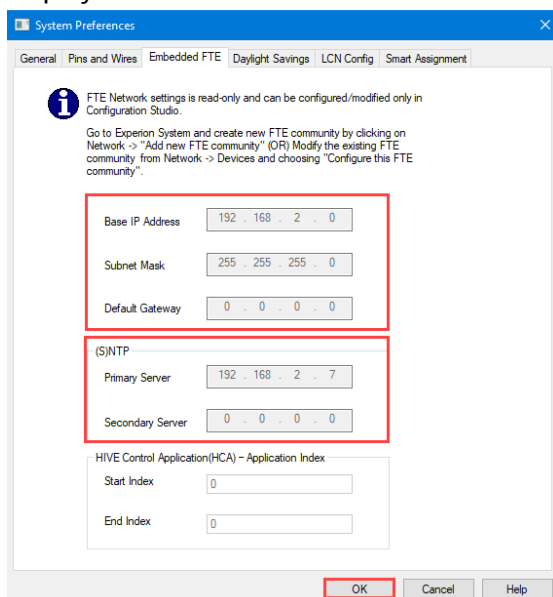 System Preferences
General Pins and Wires Embedded FTE Daylight Savings LCN Config Smart Assignment
FTE Network settings is read-only and can be configured/modified only in
Configuration Studio.
Go to Experion System and create new FTE community by clicking on
Network -> "Add new FTE community" (OR) Modify the existing FTE
community from Network -> Devices and choosing "Configure this FTE
community".
Base IP Address 192 . 168 . 2 . 0
Subnet Mask 255 . 255 . 255 . 0
Default Gateway 0 . 0 . 0 . 0
(S)NTP
Primary Server 192 . 168 . 2 . 7
Secondary Server 0 . 0 . 0 . 0
HIVE Control Application(HCA) – Application Index
Start Index 0
End Index 0
OK Cancel Help